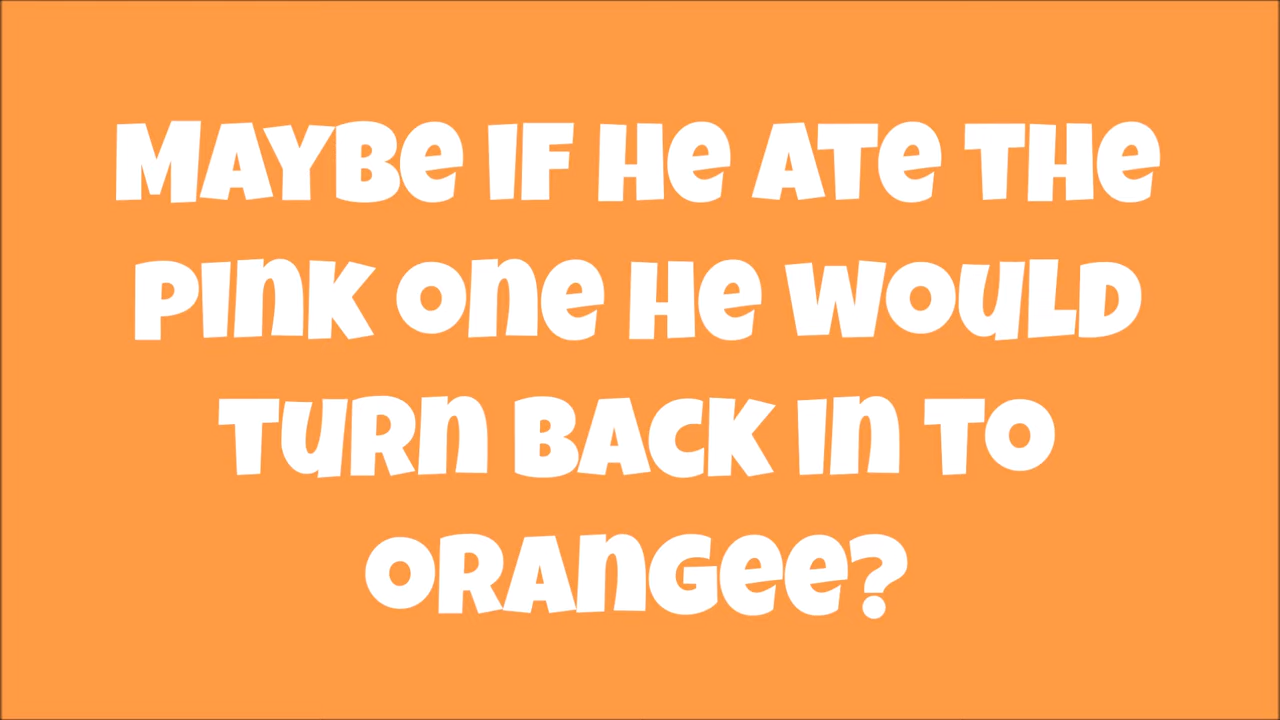 Maybe if he ate the
pink one he would
turn back in to
Orangee?